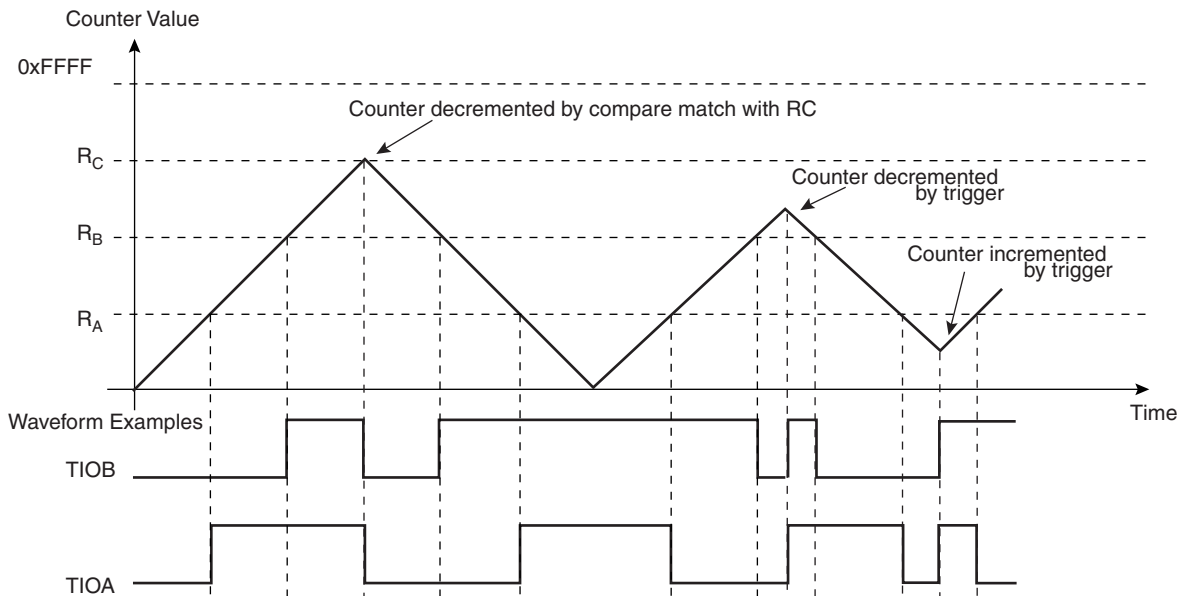 Counter Value
0xFFFF
Counter decremented by compare match with RC
RC
Counter decremented
by trigger
RB
Counter incremented
by trigger
RA
Time
Waveform Examples
TIOB
TIOA